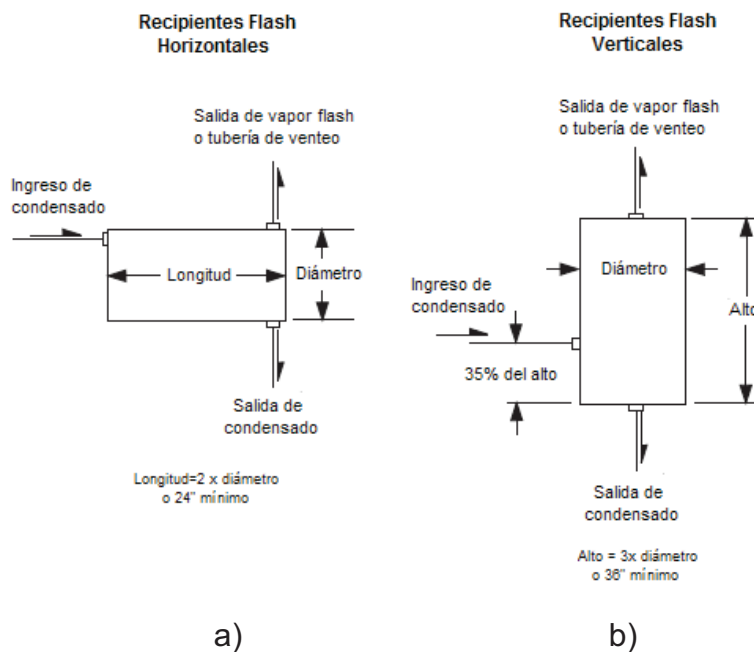 Recipientes Flash
Horizontales
Salida de vapor flash
o tubería de venteo
Ingreso de
condensado
Longitud
Diámetro
Salida de
condensado
Longitud=2 x diámetro
o 24" mínimo
a)
Recipientes Flash
Verticales
Salida de vapor flash
o tubería de venteo
Diámetro
Ingreso de
condensado
Alto
35% del alto
Salida de
condensado
Alto = 3x diámetro
o 36" mínimo
b)